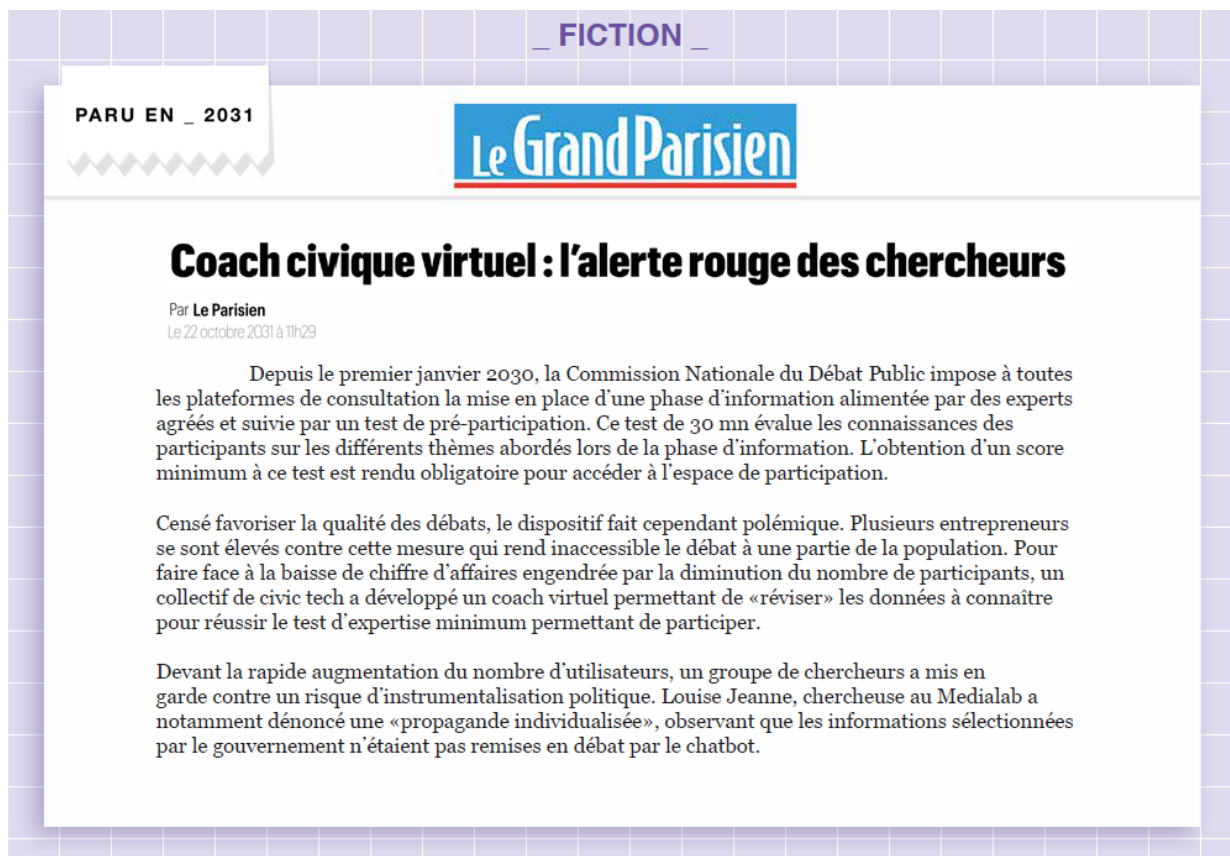 _ FICTION _
PARU EN _ 2031
Le Grand Parisien
Coach civique virtuel : l’alerte rouge des chercheurs
Par Le Parisien
Le 22 octobre 2031 à 11h29
Depuis le premier janvier 2030, la Commission Nationale du Débat Public impose à toutes
les plateformes de consultation la mise en place d’une phase d’information alimentée par des experts
agréés et suivie par un test de pré-participation. Ce test de 30 mn évalue les connaissances des
participants sur les différents thèmes abordés lors de la phase d’information. L’obtention d’un score
minimum à ce test est rendu obligatoire pour accéder à l’espace de participation.
Censé favoriser la qualité des débats, le dispositif fait cependant polémique. Plusieurs entrepreneurs
se sont élevés contre cette mesure qui rend inaccessible le débat à une partie de la population. Pour
faire face à la baisse de chiffre d’affaires engendrée par la diminution du nombre de participants, un
collectif de civic tech a développé un coach virtuel permettant de «réviser» les données à connaître
pour réussir le test d’expertise minimum permettant de participer.
Devant la rapide augmentation du nombre d’utilisateurs, un groupe de chercheurs a mis en
garde contre un risque d’instrumentalisation politique. Louise Jeanne, chercheuse au Medialab a
notamment dénoncé une «propagande individualisée», observant que les informations sélectionnées
par le gouvernement n’étaient pas remises en débat par le chatbot.